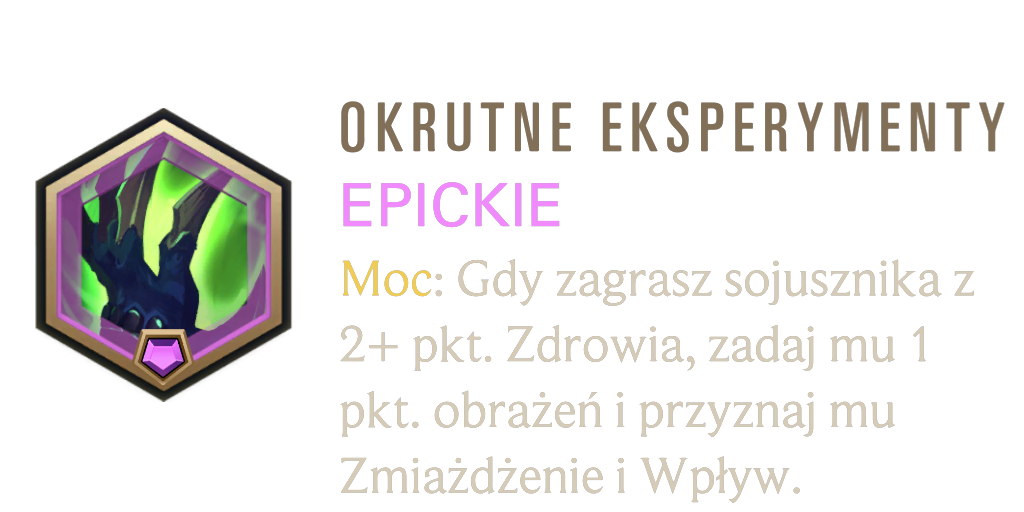 OKRUTNE EKSPERYMENTY
EPICKIE
Moc: Gdy zagrasz sojusznika z
2+ pkt. Zdrowia, zadaj mu 1
pkt. obrażeń i przyznaj mu
Zmiażdżenie i Wpływ.